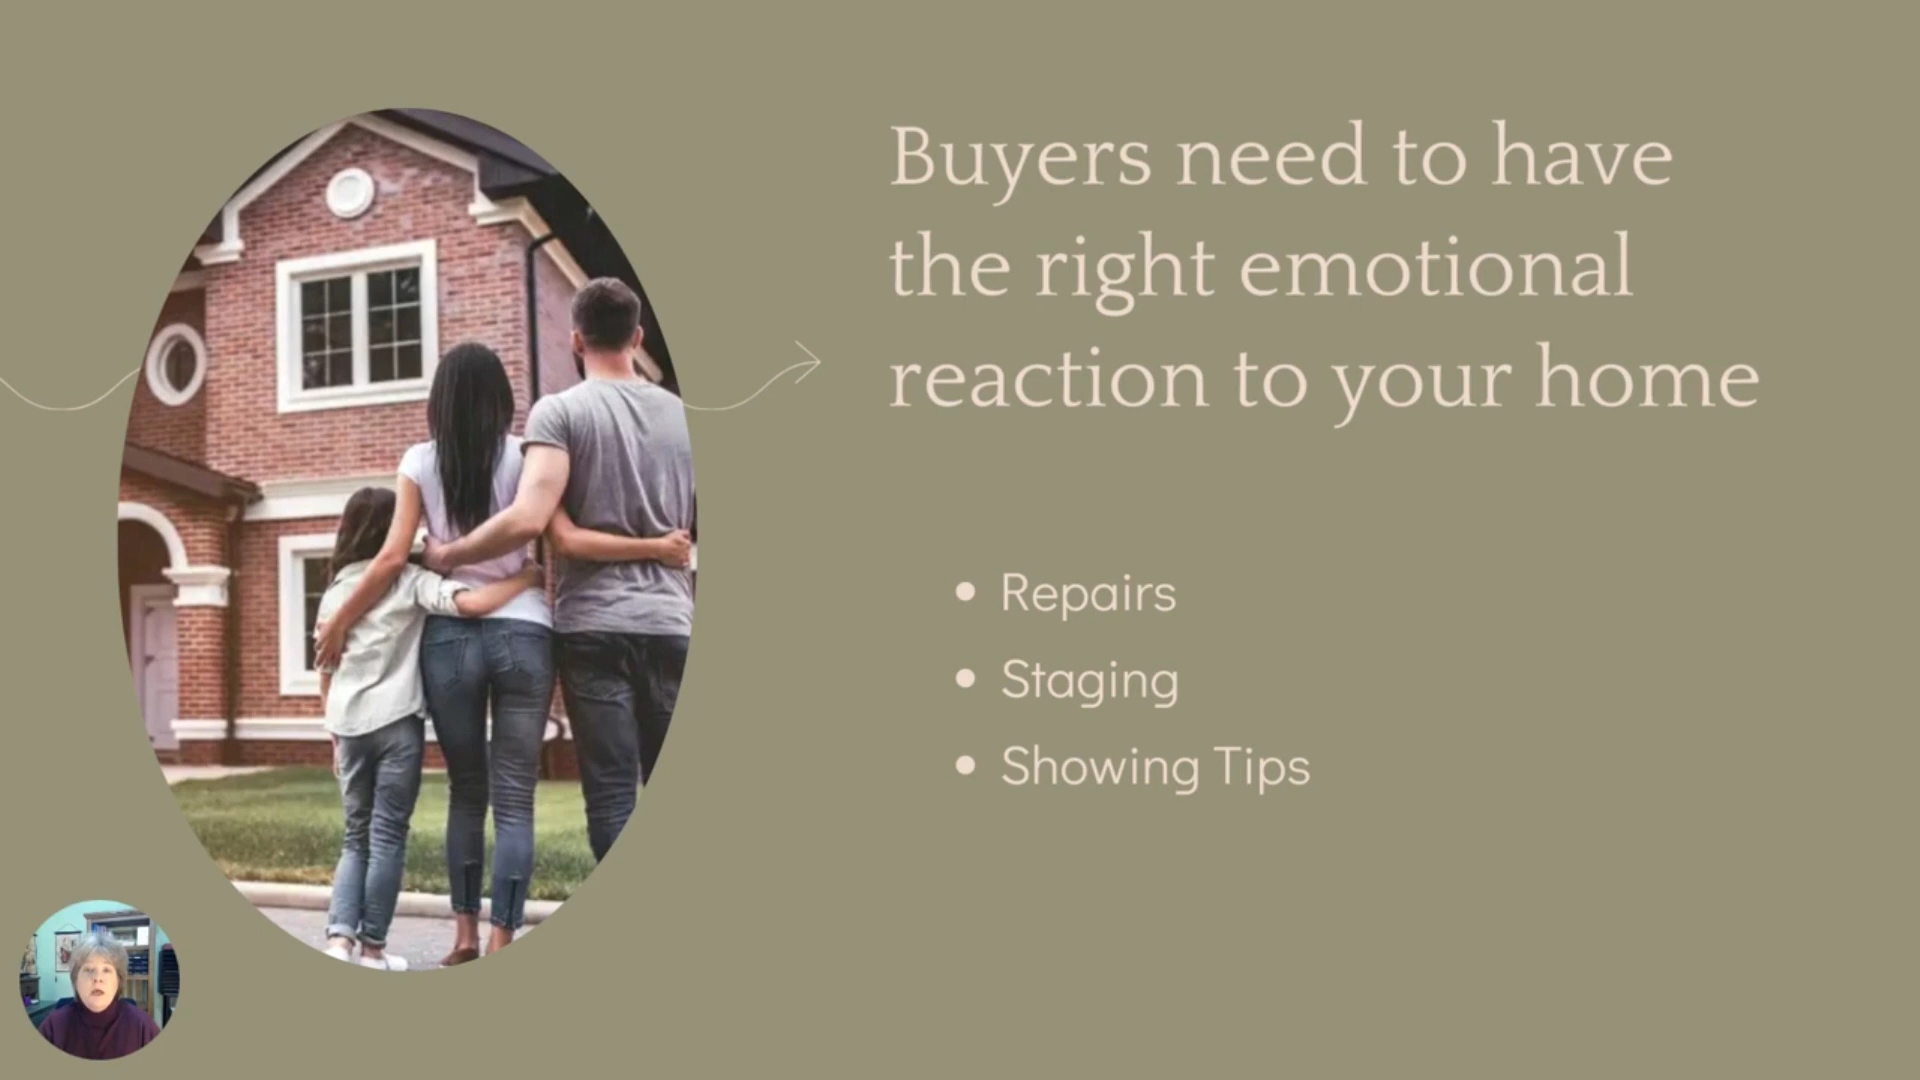 Buyers need to have
the right emotional
reaction to your home
• Repairs
• Staging
• Showing Tips